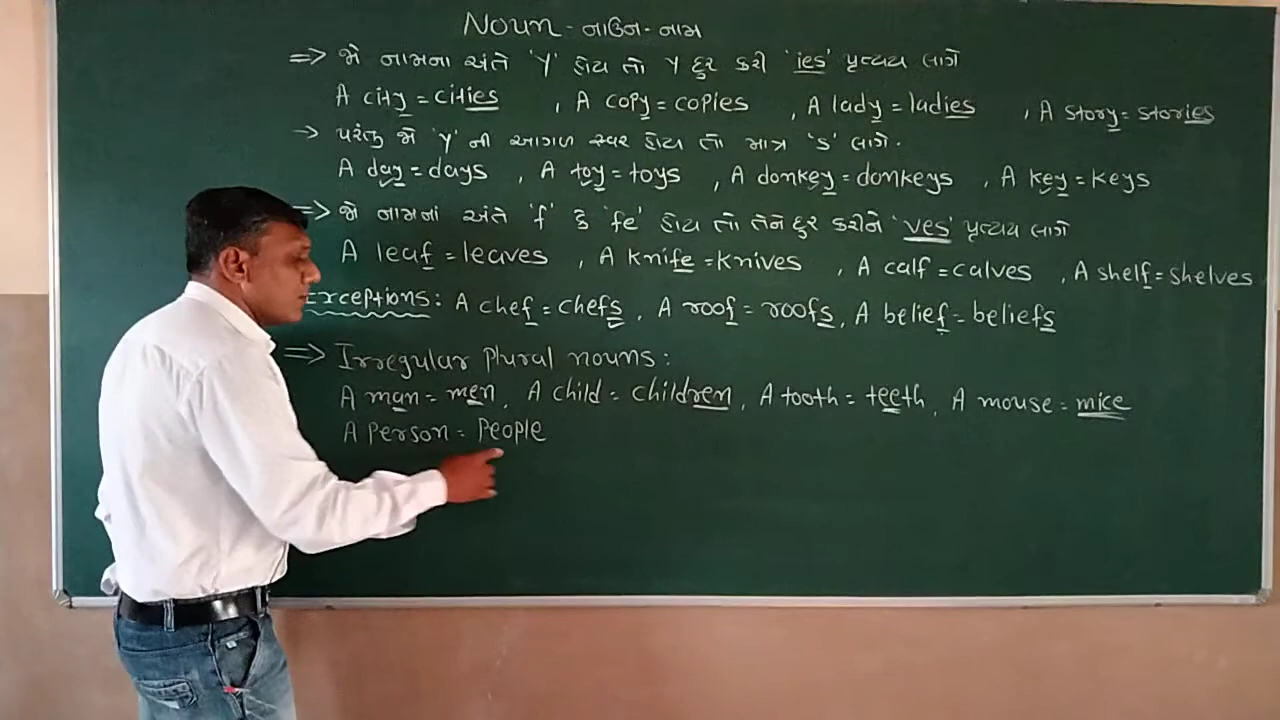 Noun - નાઉન - નામ
=> જે નામના અંતે 'Y' હોય તો Y દુર કરી 'ies' પ્રત્યય લાગે
A city = cities , A copy = copies , A lady = ladies , A story = stories
→ પરંતુ જે 'y' ની આગળ સ્વર હોય તો માત્ર 's' લાગે.
A day = days , A toy = toys , A donkey = donkeys , A key = keys
=> જે નામનાં અંતે 'f' કે 'fe' હોય તો તેને દુર કરીને 'ves' પ્રત્યય લાગે
A leaf = leaves , A knife = knives , A calf = calves , A shelf = shelves
Exceptions : A chef = chefs , A roof = roofs , A belief = beliefs
=> Irregular Plural nouns :
A man = men , A child = children , A tooth = teeth , A mouse = mice
A Person = People